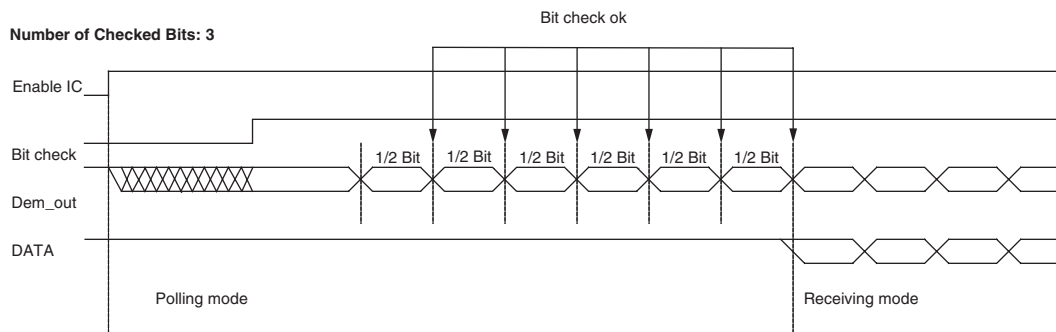 Bit check ok
Number of Checked Bits: 3
Enable IC
Bit check
1/2 Bit 1/2 Bit 1/2 Bit 1/2 Bit 1/2 Bit 1/2 Bit
Dem_out
DATA
Polling mode Receiving mode